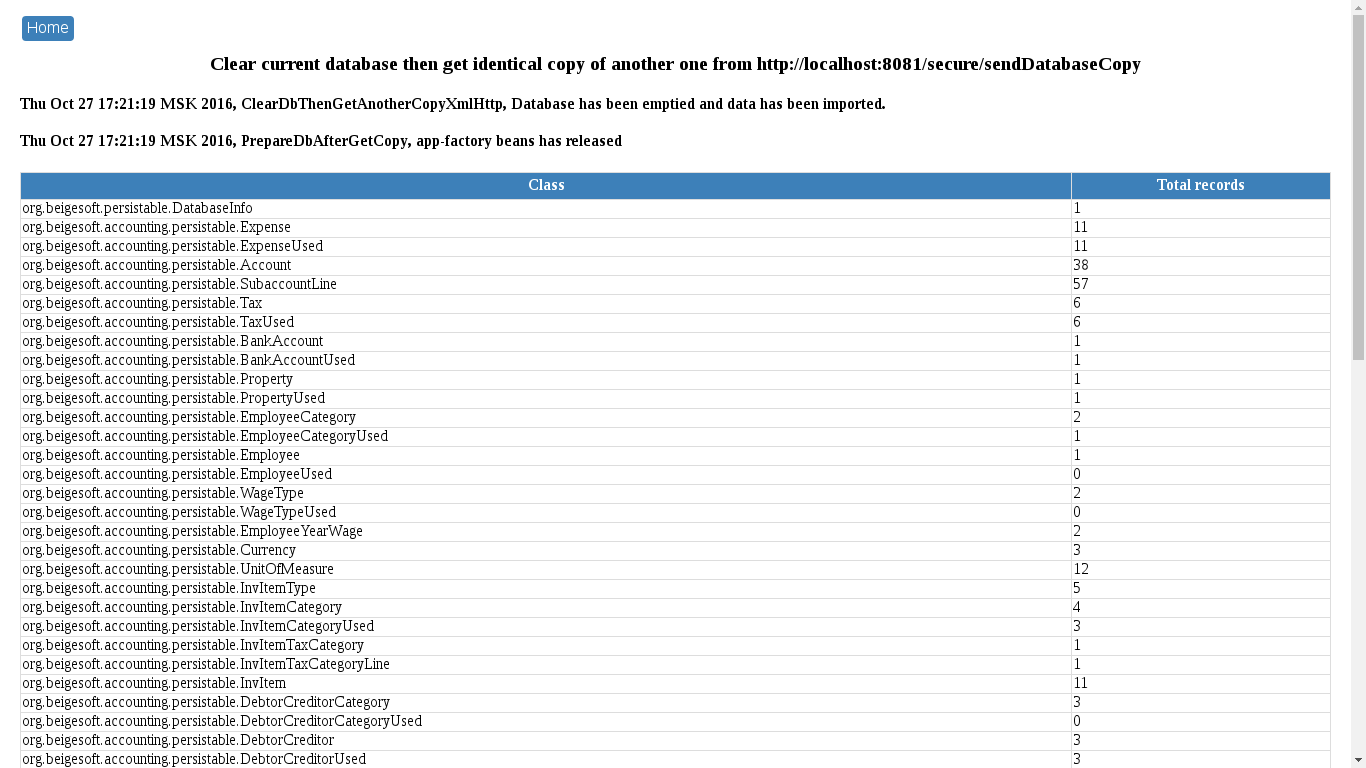 Home
Clear current database then get identical copy of another one from http://localhost:8081/secure/sendDatabaseCopy
Thu Oct 27 17:21:19 MSK 2016, ClearDbThenGetAnotherCopyXmlHttp, Database has been emptied and data has been imported.
Thu Oct 27 17:21:19 MSK 2016, PrepareDbAfterGetCopy, app-factory beans has released
Class Total records
org.beigesoft.persistable.DatabaseInfo 1
org.beigesoft.accounting.persistable.Expense 11
org.beigesoft.accounting.persistable.ExpenseUsed 11
org.beigesoft.accounting.persistable.Account 38
org.beigesoft.accounting.persistable.SubaccountLine 57
org.beigesoft.accounting.persistable.Tax 6
org.beigesoft.accounting.persistable.TaxUsed 6
org.beigesoft.accounting.persistable.BankAccount 1
org.beigesoft.accounting.persistable.BankAccountUsed 1
org.beigesoft.accounting.persistable.Property 1
org.beigesoft.accounting.persistable.PropertyUsed 1
org.beigesoft.accounting.persistable.EmployeeCategory 2
org.beigesoft.accounting.persistable.EmployeeCategoryUsed 1
org.beigesoft.accounting.persistable.Employee 1
org.beigesoft.accounting.persistable.EmployeeUsed 0
org.beigesoft.accounting.persistable.WageType 2
org.beigesoft.accounting.persistable.WageTypeUsed 0
org.beigesoft.accounting.persistable.EmployeeYearWage 2
org.beigesoft.accounting.persistable.Currency 3
org.beigesoft.accounting.persistable.UnitOfMeasure 12
org.beigesoft.accounting.persistable.InvItemType 5
org.beigesoft.accounting.persistable.InvItemCategory 4
org.beigesoft.accounting.persistable.InvItemCategoryUsed 3
org.beigesoft.accounting.persistable.InvItemTaxCategory 1
org.beigesoft.accounting.persistable.InvItemTaxCategoryLine 1
org.beigesoft.accounting.persistable.InvItem 11
org.beigesoft.accounting.persistable.DebtorCreditorCategory 3
org.beigesoft.accounting.persistable.DebtorCreditorCategoryUsed 0
org.beigesoft.accounting.persistable.DebtorCreditor 3
org.beigesoft.accounting.persistable.DebtorCreditorUsed 3